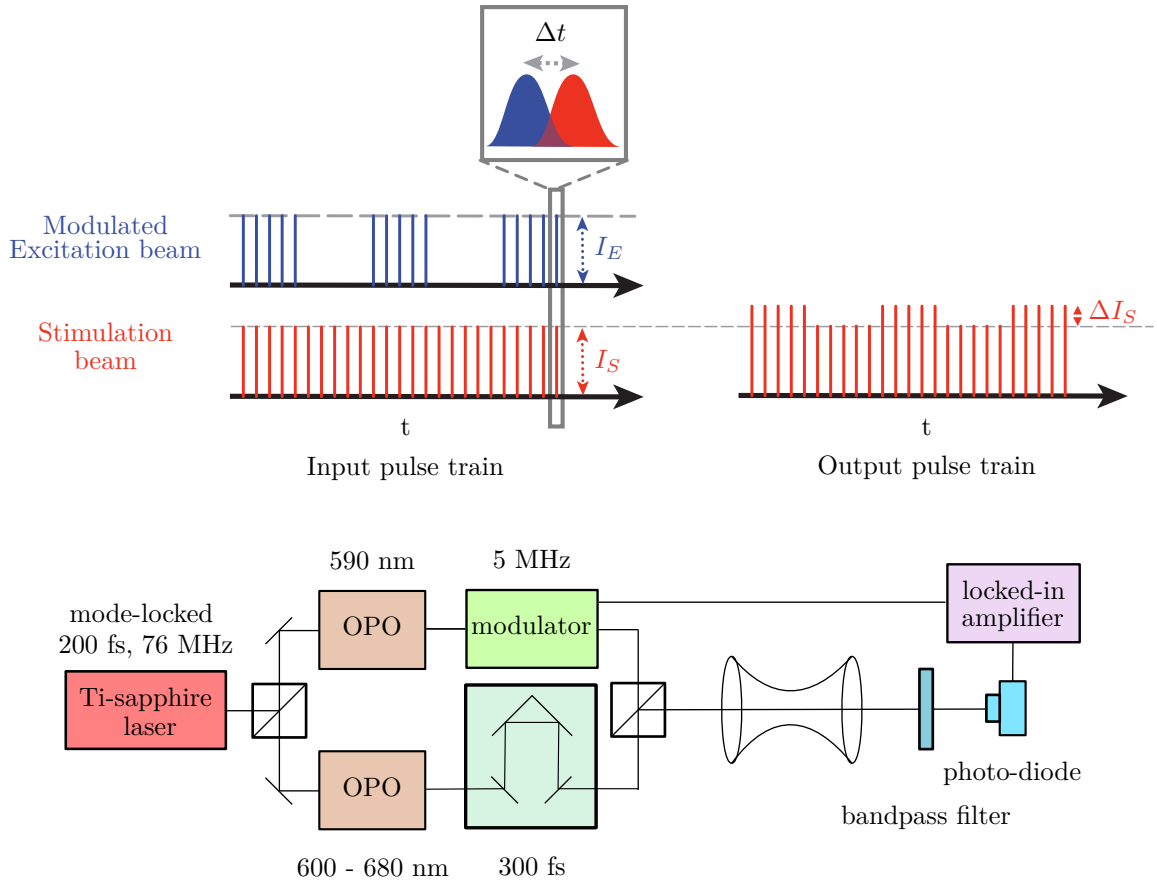 Δt
Modulated
Excitation beam
I_E
Stimulation
beam
I_S
ΔI_S
t
t
Input pulse train
Output pulse train
590 nm
5 MHz
mode-locked
200 fs, 76 MHz
OPO
modulator
locked-in
amplifier
Ti-sapphire
laser
OPO
photo-diode
bandpass filter
600 - 680 nm
300 fs